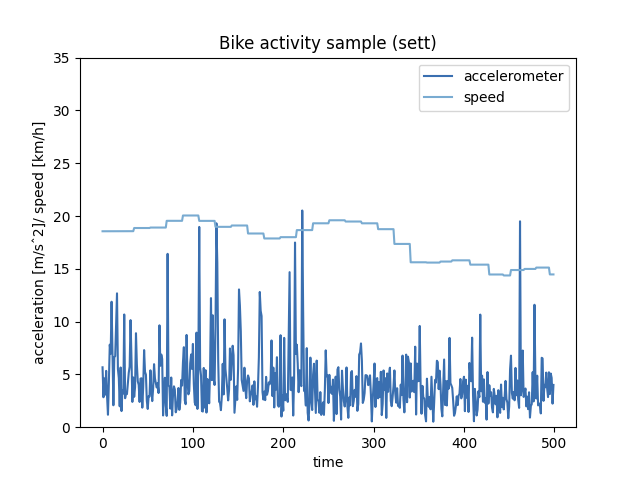 Bike activity sample (sett)
accelerometer
speed
acceleration [m/s^2]/ speed [km/h]
35
30
25
20
15
10
5
0
0 100 200 300 400 500
time